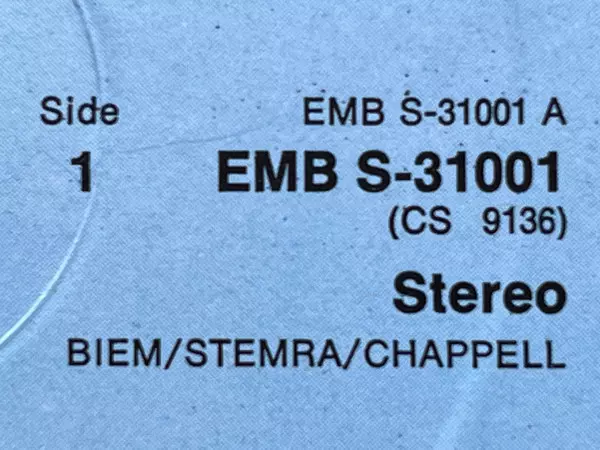 Side EMB S-31001 A
1 EMB S-31001
(CS 9136)
Stereo
BIEM/STEMRA/CHAPPELL